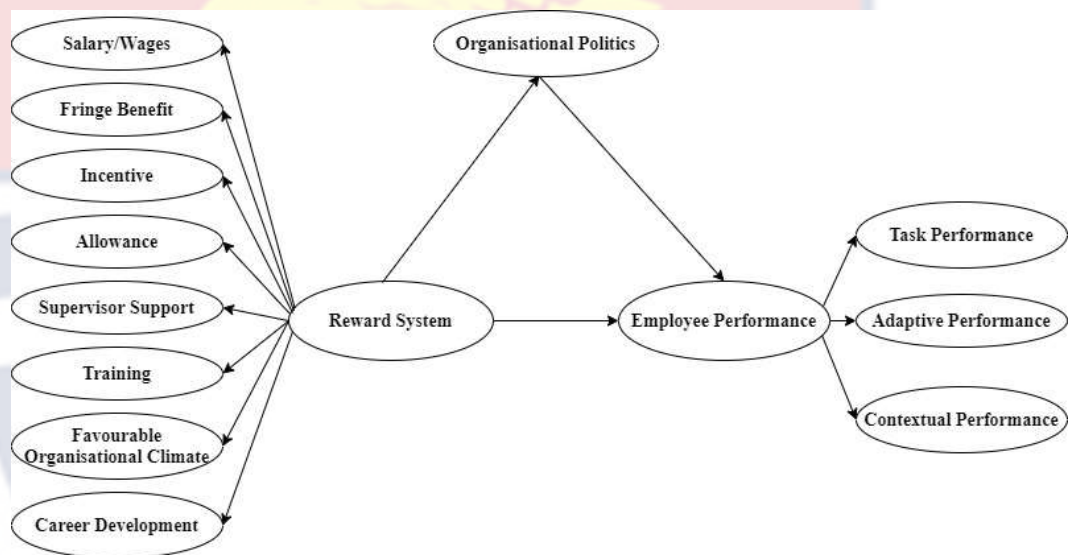 Salary/Wages
Fringe Benefit
Incentive
Allowance
Supervisor Support
Training
Favourable
Organisational Climate
Career Development
Reward System
Organisational Politics
Employee Performance
Task Performance
Adaptive Performance
Contextual Performance